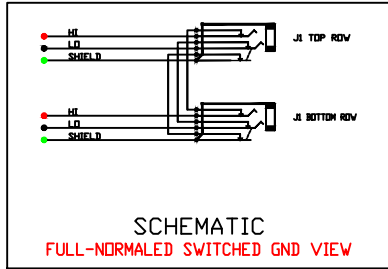 HI
LO
SHIELD
J1 TOP ROW
HI
LO
SHIELD
J1 BOTTOM ROW
SCHEMATIC
FULL-NORMALED SWITCHED GND VIEW